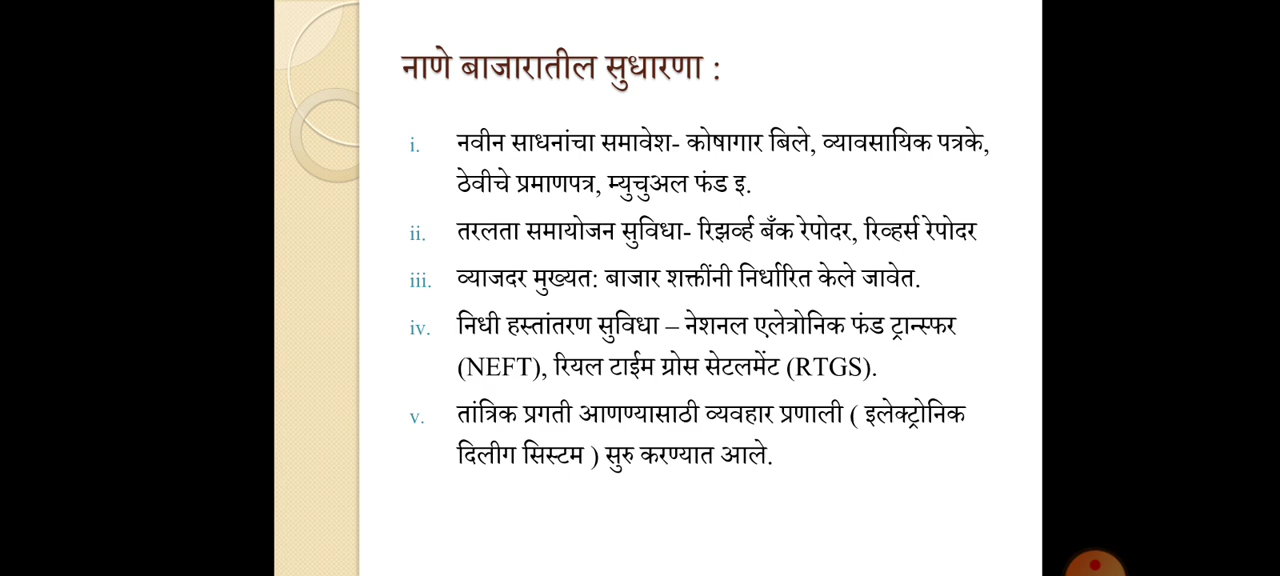 नाणे बाजारातील सुधारणा :
i. नवीन साधनांचा समावेश- कोषागार बिले, व्यावसायिक पत्रके,
ठेवीचे प्रमाणपत्र, म्युचुअल फंड इ.
ii. तरलता समायोजन सुविधा- रिझर्व्ह बँक रेपोदर, रिव्हर्स रेपोदर
iii. व्याजदर मुख्यत: बाजार शक्तींनी निर्धारित केले जावेत.
iv. निधी हस्तांतरण सुविधा – नेशनल एलेत्रोनिक फंड ट्रान्स्फर
(NEFT), रियल टाईम ग्रोस सेटलमेंट (RTGS).
v. तांत्रिक प्रगती आणण्यासाठी व्यवहार प्रणाली ( इलेक्ट्रोनिक
दिलीग सिस्टम ) सुरु करण्यात आले.